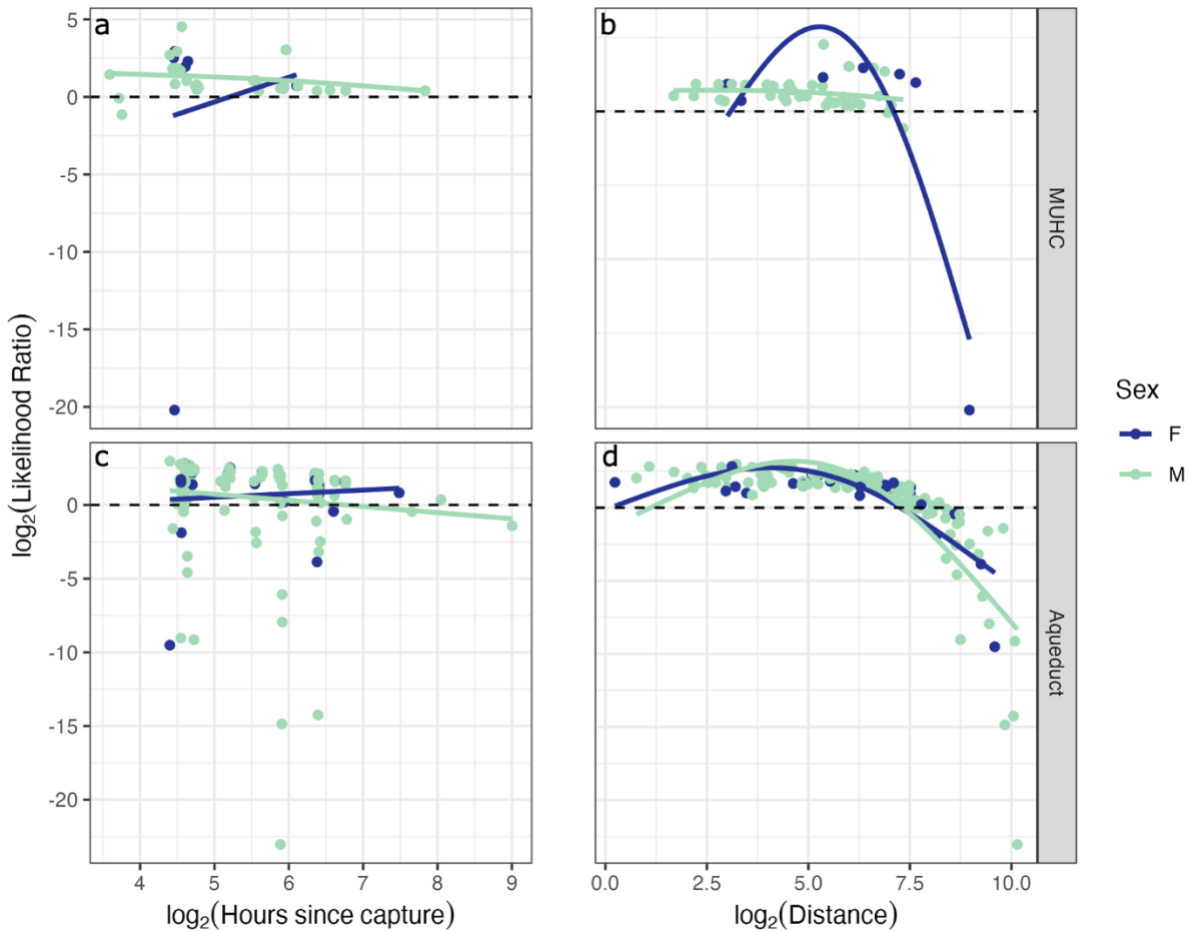 a
b
5
0
-5
-10
-15
-20
MUHC
c
d
0
-5
-10
-15
-20
Aqueduct
log₂(Likelihood Ratio)
4 5 6 7 8 9
0.0 2.5 5.0 7.5 10.0
log₂(Hours since capture)
log₂(Distance)
Sex
F
M